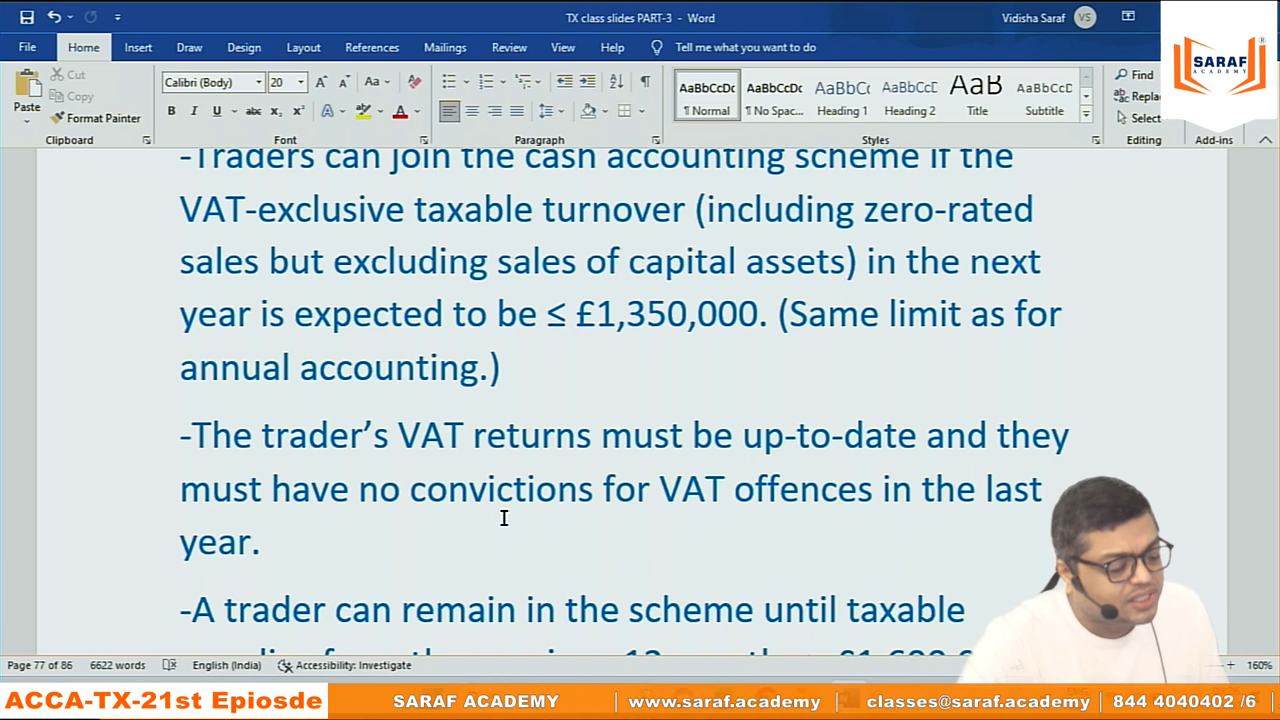 TX class slides PART-3 - Word
Vidisha Saraf
VS
SARAF
ACADEMY
File Home Insert Draw Design Layout References Mailings Review View Help Tell me what you want to do
Paste
Cut
Copy
Format Painter
Clipboard
Calibri (Body) 20
Font
Paragraph
AaBbCcDc AaBbCcDc AaBbCc AaBbCcD AaB AaBbCcD
¶ Normal ¶ No Spac... Heading 1 Heading 2 Title Subtitle
Styles
Find
Select
Editing
Add-ins
-Traders can join the cash accounting scheme if the
VAT-exclusive taxable turnover (including zero-rated
sales but excluding sales of capital assets) in the next
year is expected to be ≤ £1,350,000. (Same limit as for
annual accounting.)
-The trader's VAT returns must be up-to-date and they
must have no convictions for VAT offences in the last
year.
-A trader can remain in the scheme until taxable
Page 77 of 86 6622 words English (India) Accessibility: Investigate 160%
ACCA-TX-21st Epiosde SARAF ACADEMY | www.saraf.academy | classes@saraf.academy | 844 4040402 /6